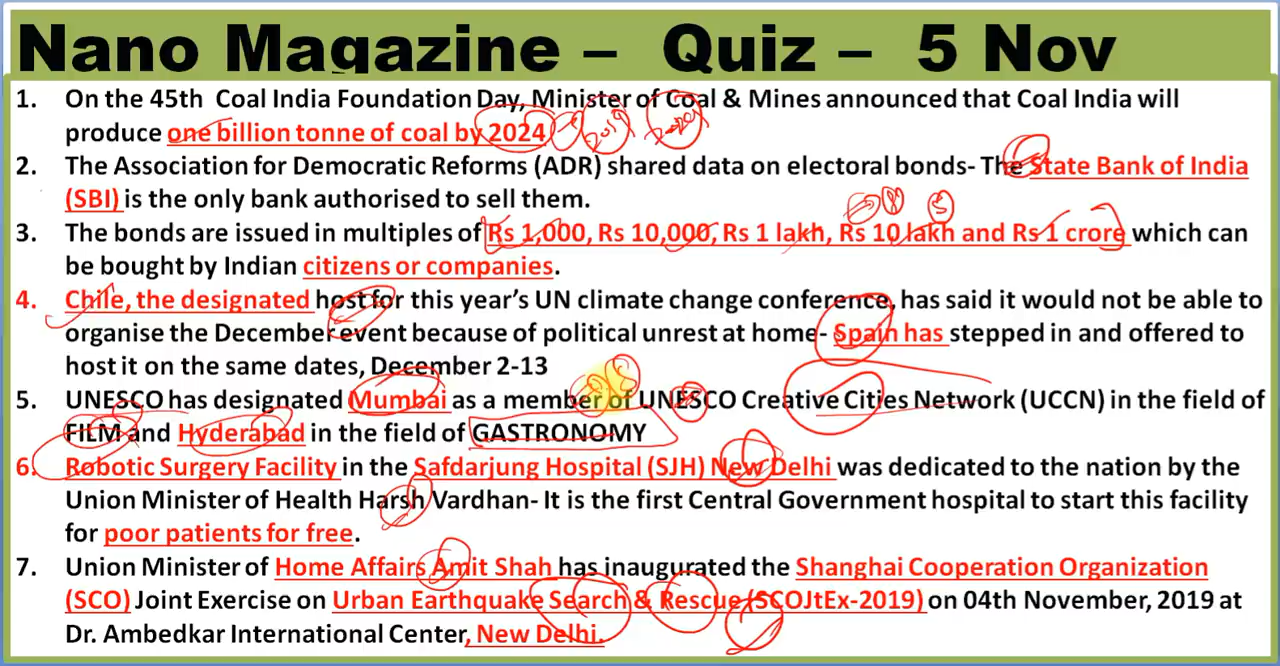 Nano Magazine – Quiz – 5 Nov
1. On the 45th Coal India Foundation Day, Minister of Coal & Mines announced that Coal India will
produce one billion tonne of coal by 2024
2. The Association for Democratic Reforms (ADR) shared data on electoral bonds- The State Bank of India
(SBI) is the only bank authorised to sell them.
3. The bonds are issued in multiples of Rs 1,000, Rs 10,000, Rs 1 lakh, Rs 10 lakh and Rs 1 crore which can
be bought by Indian citizens or companies.
4. Chile, the designated host for this year's UN climate change conference, has said it would not be able to
organise the December event because of political unrest at home- Spain has stepped in and offered to
host it on the same dates, December 2-13
5. UNESCO has designated Mumbai as a member of UNESCO Creative Cities Network (UCCN) in the field of
FILM and Hyderabad in the field of GASTRONOMY
6. Robotic Surgery Facility in the Safdarjung Hospital (SJH) New Delhi was dedicated to the nation by the
Union Minister of Health Harsh Vardhan- It is the first Central Government hospital to start this facility
for poor patients for free.
7. Union Minister of Home Affairs Amit Shah has inaugurated the Shanghai Cooperation Organization
(SCO) Joint Exercise on Urban Earthquake Search & Rescue (SCOJtEx-2019) on 04th November, 2019 at
Dr. Ambedkar International Center, New Delhi.